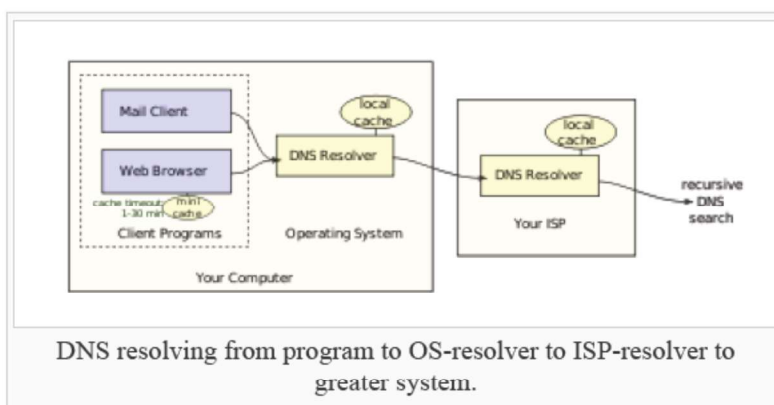 Mail Client
Web Browser
cache timeout:
1-30 min
mini
cache
Client Programs
local
cache
DNS Resolver
Operating System
Your Computer
local
cache
DNS Resolver
Your ISP
recursive
DNS
search
DNS resolving from program to OS-resolver to ISP-resolver to
greater system.